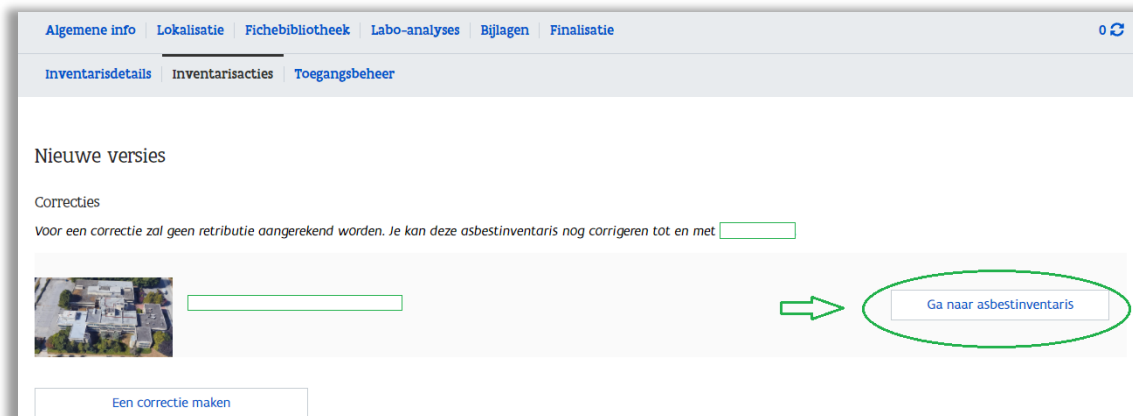 Algemene info Lokalisatie Fichebibliotheek Labo-analyses Bijlagen Finalisatie 0
Inventarisdetails Inventarisacties Toegangsbeheer
Nieuwe versies
Correcties
Voor een correctie zal geen retributie aangerekend worden. Je kan deze asbestinventaris nog corrigeren tot en met
Ga naar asbestinventaris
Een correctie maken